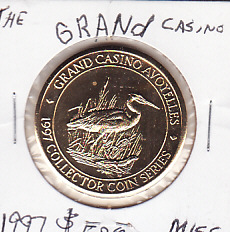 THE GRAND CASINO
GRAND CASINO AVOYELLES
1997
COLLECTOR COIN SERIES
1997 $